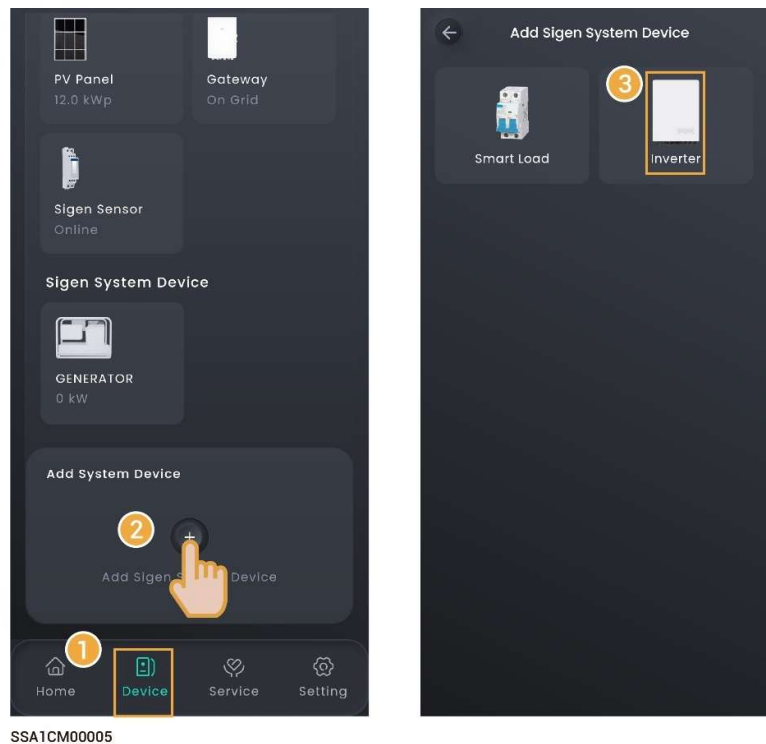 PV Panel
12.0 kWp
Gateway
On Grid
Sigen Sensor
Online
Sigen System Device
GENERATOR
0 kW
Add System Device
2
+
Add Sigen S Device
1
Home
Device
Service
Setting
Add Sigen System Device
3
Smart Load
Inverter
SSA1CM00005